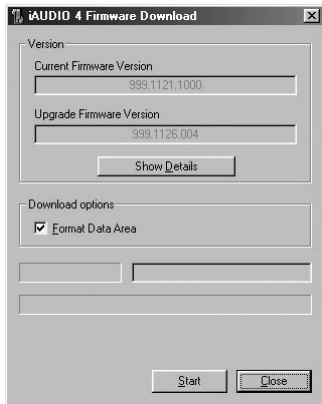 iAUDIO 4 Firmware Download
Version
Current Firmware Version
999.1121.1000
Upgrade Firmware Version
999.1126.004
Show Details
Download options
Format Data Area
Start Close